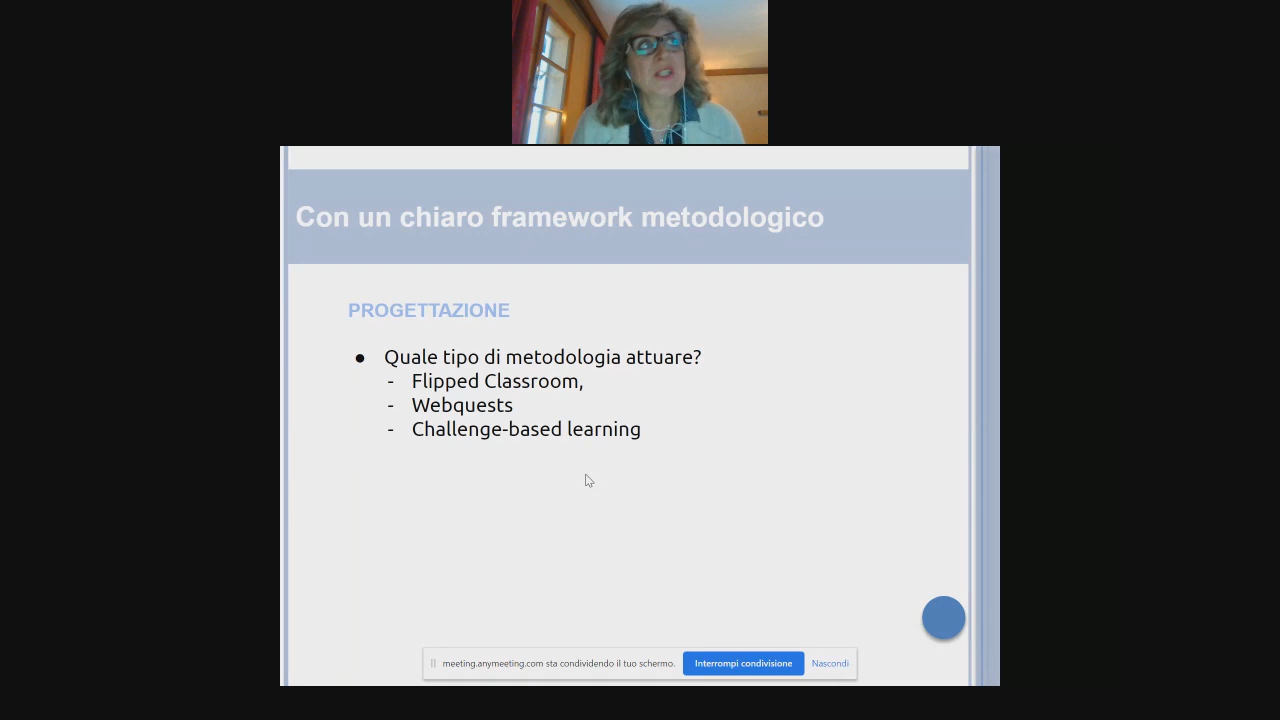 Con un chiaro framework metodologico
PROGETTAZIONE
● Quale tipo di metodologia attuare?
- Flipped Classroom,
- Webquests
- Challenge-based learning
meeting.anymeeting.com sta condividendo il tuo schermo. Interrompi condivisione Nascondi